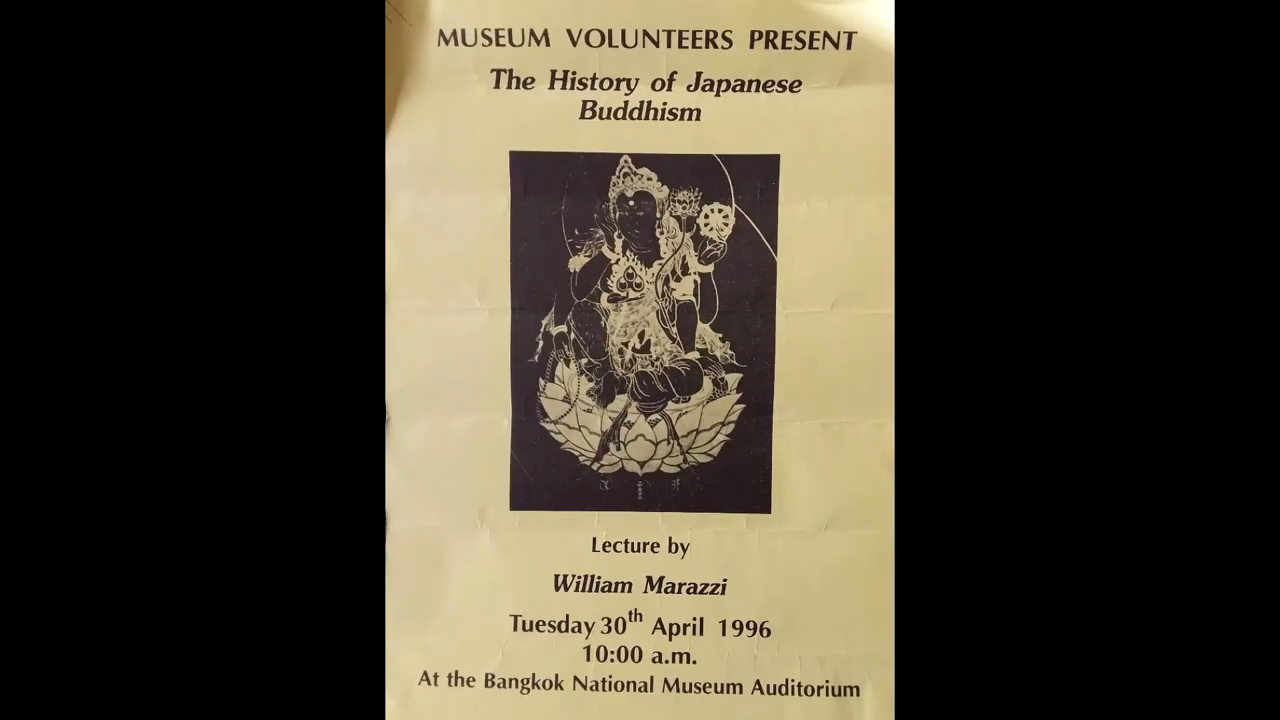 MUSEUM VOLUNTEERS PRESENT
The History of Japanese
Buddhism
Lecture by
William Marazzi
Tuesday 30th April 1996
10:00 a.m.
At the Bangkok National Museum Auditorium